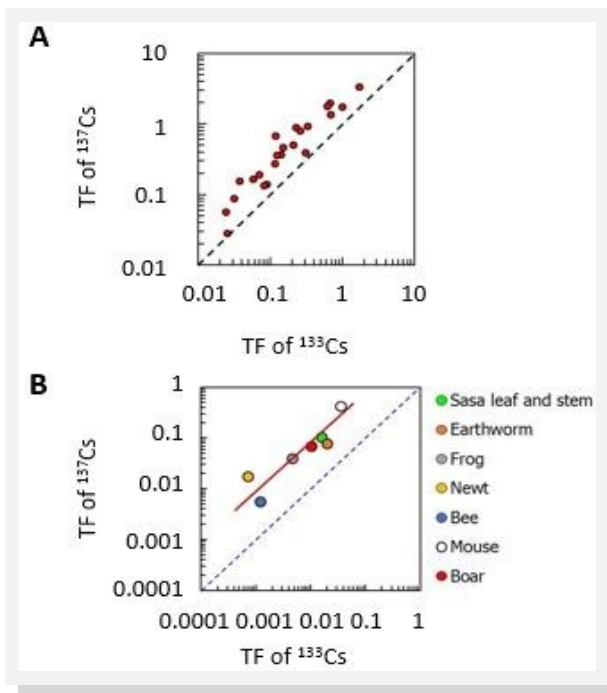 A
10
1
0.1
0.01
TF of ¹³⁷Cs
0.01 0.1 1 10
TF of ¹³³Cs
B
1
0.1
0.01
0.001
0.0001
TF of ¹³⁷Cs
0.0001 0.001 0.01 0.1 1
TF of ¹³³Cs
Sasa leaf and stem
Earthworm
Frog
Newt
Bee
Mouse
Boar